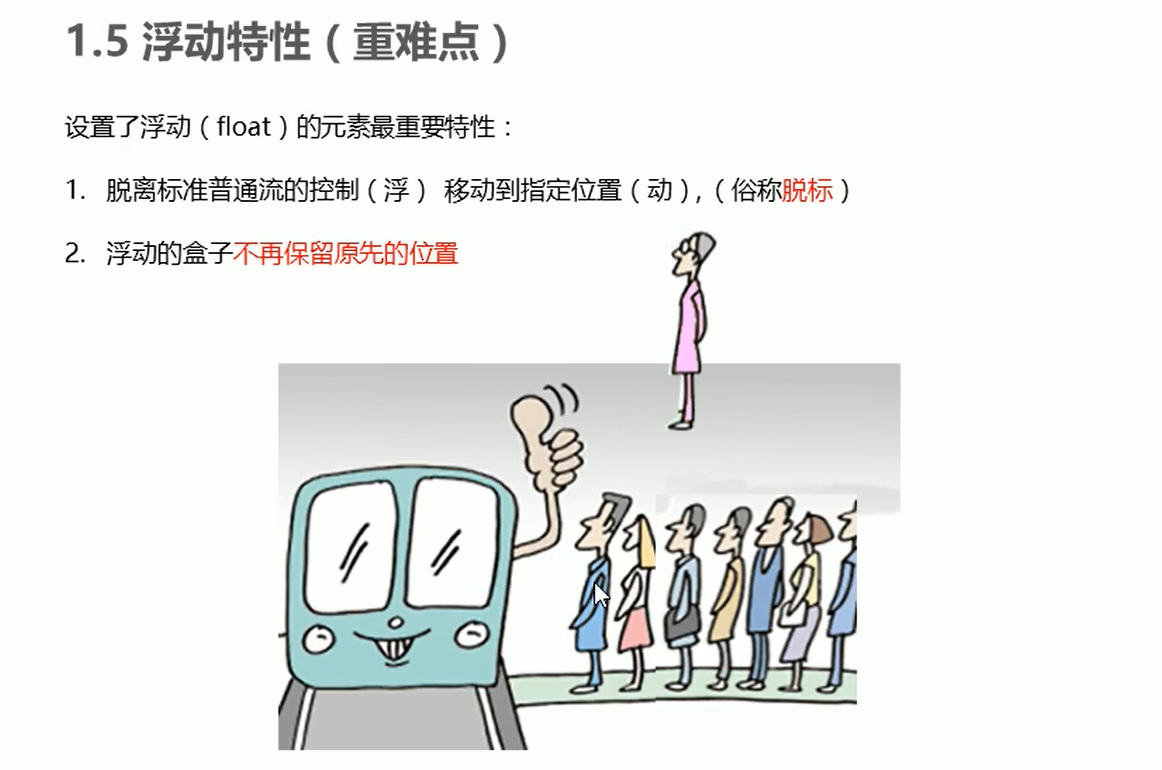 1.5 浮动特性（重难点）
设置了浮动（float）的元素最重要特性：
1. 脱离标准普通流的控制（浮） 移动到指定位置（动），（俗称脱标）
2. 浮动的盒子不再保留原先的位置